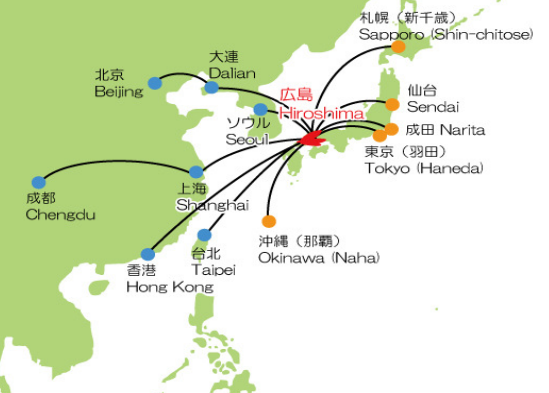 札幌（新千歳）
Sapporo (Shin-chitose)
大連
Dalian
北京
Beijing
広島
Hiroshima
仙台
Sendai
ソウル
Seoul
成田 Narita
東京（羽田）
Tokyo (Haneda)
成都
Chengdu
上海
Shanghai
沖縄（那覇）
Okinawa (Naha)
台北
Taipei
香港
Hong Kong